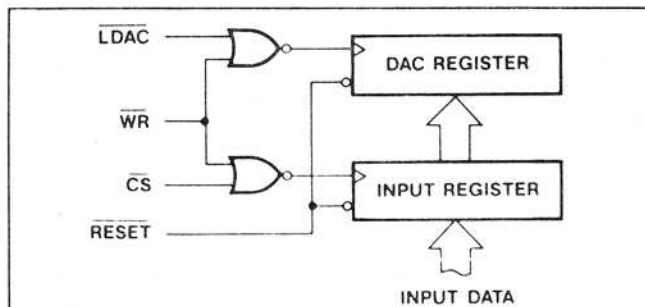 LDAC
DAC REGISTER
WR
CS
INPUT REGISTER
RESET
INPUT DATA